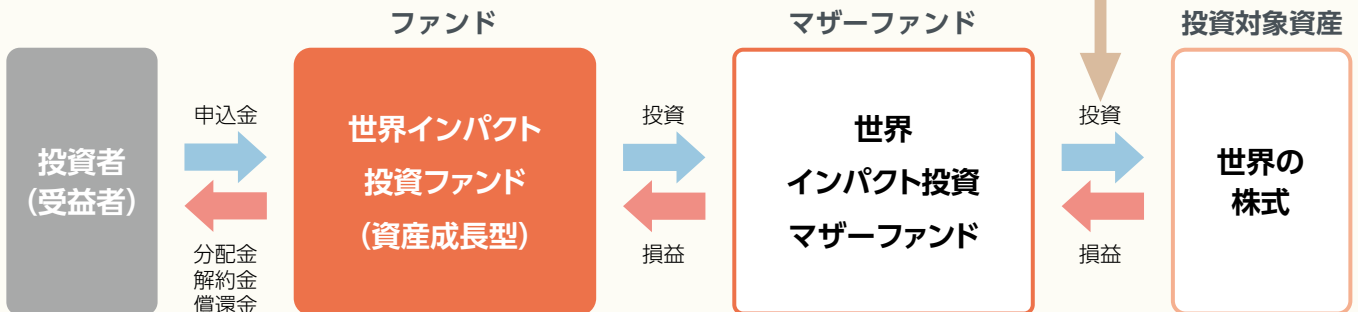 ファンド
マザーファンド
投資対象資産
投資者
(受益者)
申込金
分配金
解約金
償還金
世界インパクト
投資ファンド
(資産成長型)
投資
損益
世界
インパクト投資
マザーファンド
投資
損益
世界の
株式